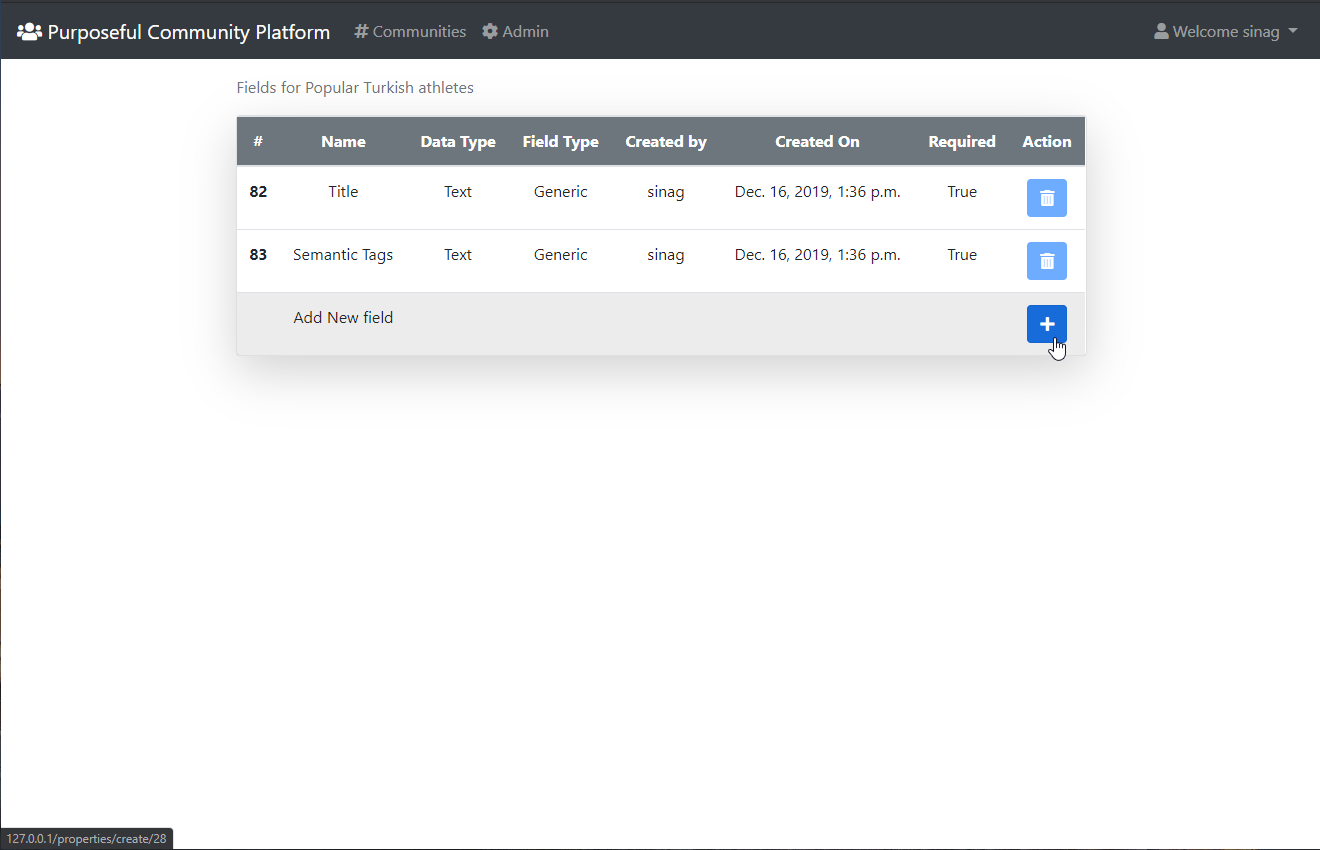 Purposeful Community Platform # Communities Admin Welcome sinag
Fields for Popular Turkish athletes
# Name Data Type Field Type Created by Created On Required Action
82 Title Text Generic sinag Dec. 16, 2019, 1:36 p.m. True
83 Semantic Tags Text Generic sinag Dec. 16, 2019, 1:36 p.m. True
Add New field
127.0.0.1/properties/create/28